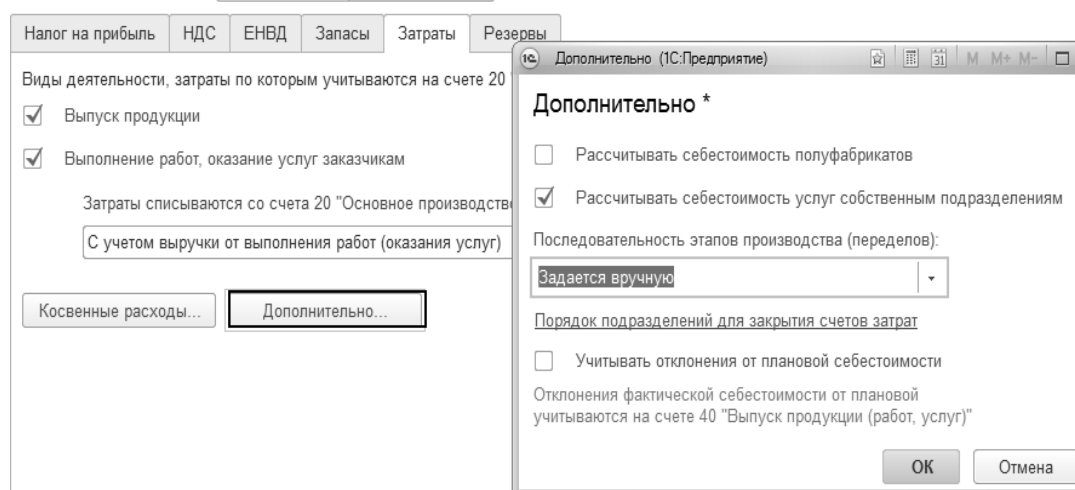 Налог на прибыль НДС ЕНВД Запасы Затраты Резервы
Виды деятельности, затраты по которым учитываются на счете 20
Выпуск продукции
Выполнение работ, оказание услуг заказчикам
Затраты списываются со счета 20 "Основное
С учетом выручки от выполнения работ (оказания услуг)
Косвенные расходы... Дополнительно...
1С Дополнительно (1С:Предприятие) 31 M M+ M-
Дополнительно *
Рассчитывать себестоимость полуфабрикатов
Рассчитывать себестоимость услуг собственным подразделениям
Последовательность этапов производства (переделов):
Задается вручную
Порядок подразделений для закрытия счетов затрат
Учитывать отклонения от плановой себестоимости
Отклонения фактической себестоимости от плановой
учитываются на счете 40 "Выпуск продукции (работ, услуг)"
ОК Отмена